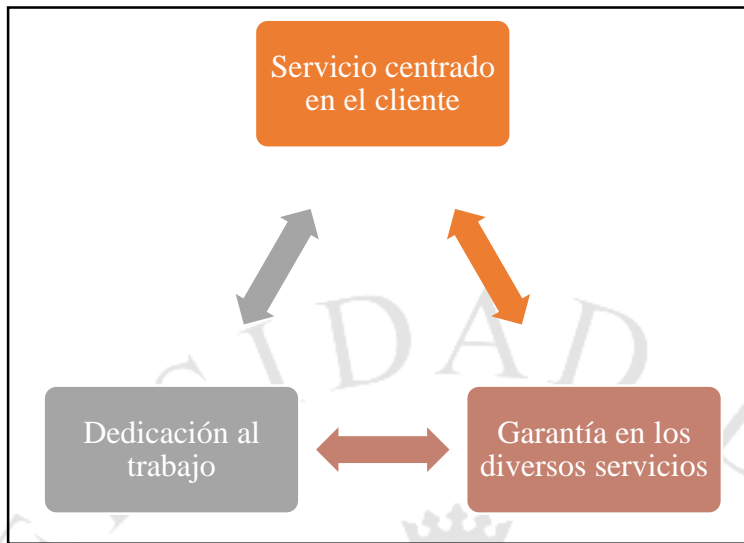 Servicio centrado
en el cliente
Dedicación al
trabajo
Garantía en los
diversos servicios